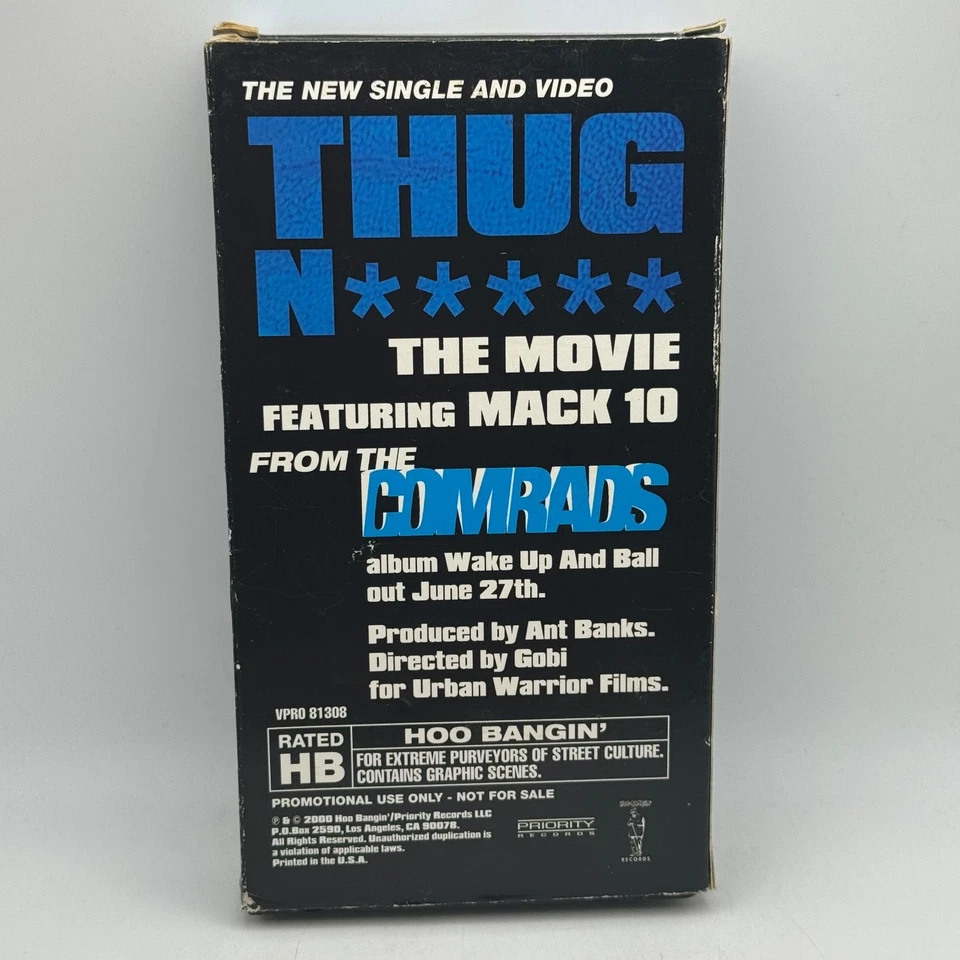 THE NEW SINGLE AND VIDEO
THUG
N*****
THE MOVIE
FEATURING MACK 10
FROM THE
COMRADS
album Wake Up And Ball
out June 27th.
Produced by Ant Banks.
Directed by Gobi
for Urban Warrior Films.
VPRO 81308
RATED
HB
HOO BANGIN'
FOR EXTREME PURVEYORS OF STREET CULTURE.
CONTAINS GRAPHIC SCENES.
PROMOTIONAL USE ONLY - NOT FOR SALE
℗ & © 2000 Hoo Bangin'/Priority Records LLC
P.O.Box 2590, Los Angeles, CA 90078.
All Rights Reserved. Unauthorized duplication is
a violation of applicable laws.
Printed in the U.S.A.
PRIORITY
RECORDS
RECORDS